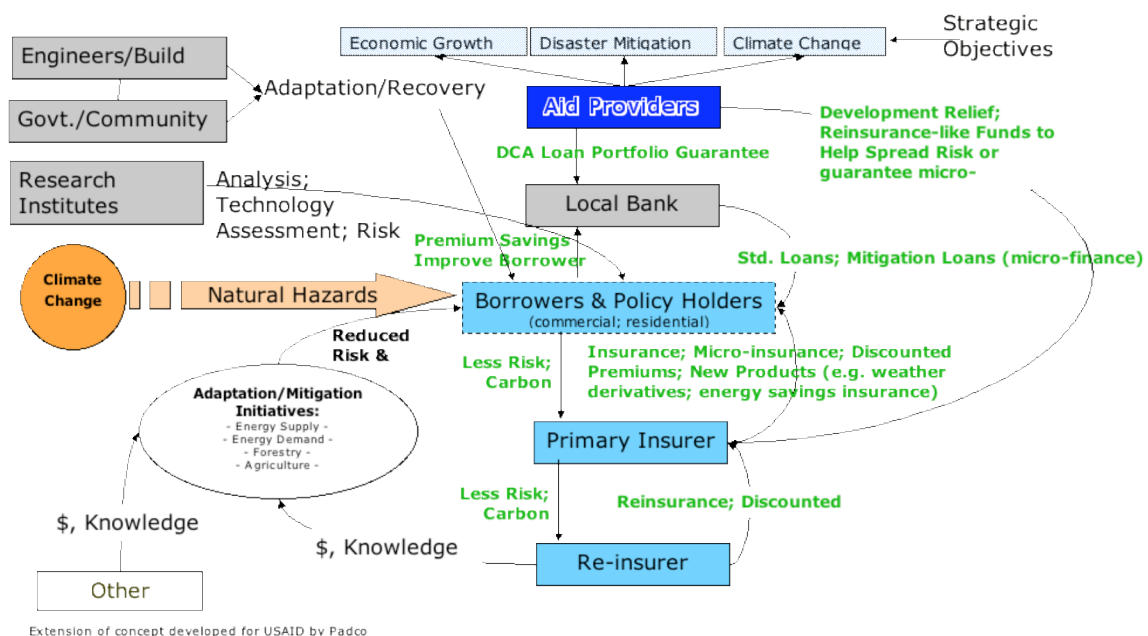 Strategic
Objectives
Economic Growth
Disaster Mitigation
Climate Change
Engineers/Build
Govt./Community
Adaptation/Recovery
Aid Providers
Development Relief;
Reinsurance-like Funds to
Help Spread Risk or
guarantee micro-
DCA Loan Portfolio Guarantee
Research
Institutes
Analysis;
Technology
Assessment; Risk
Local Bank
Premium Savings
Improve Borrower
Std. Loans; Mitigation Loans (micro-finance)
Climate
Change
Natural Hazards
Borrowers & Policy Holders
(commercial; residential)
Reduced
Risk &
Less Risk;
Carbon
Insurance; Micro-insurance; Discounted
Premiums; New Products (e.g. weather
derivatives; energy savings insurance)
Adaptation/Mitigation
Initiatives:
- Energy Supply -
- Energy Demand -
- Forestry -
- Agriculture -
Primary Insurer
Less Risk;
Carbon
Reinsurance; Discounted
$, Knowledge
$, Knowledge
Re-insurer
Other
Extension of concept developed for USAID by Padco